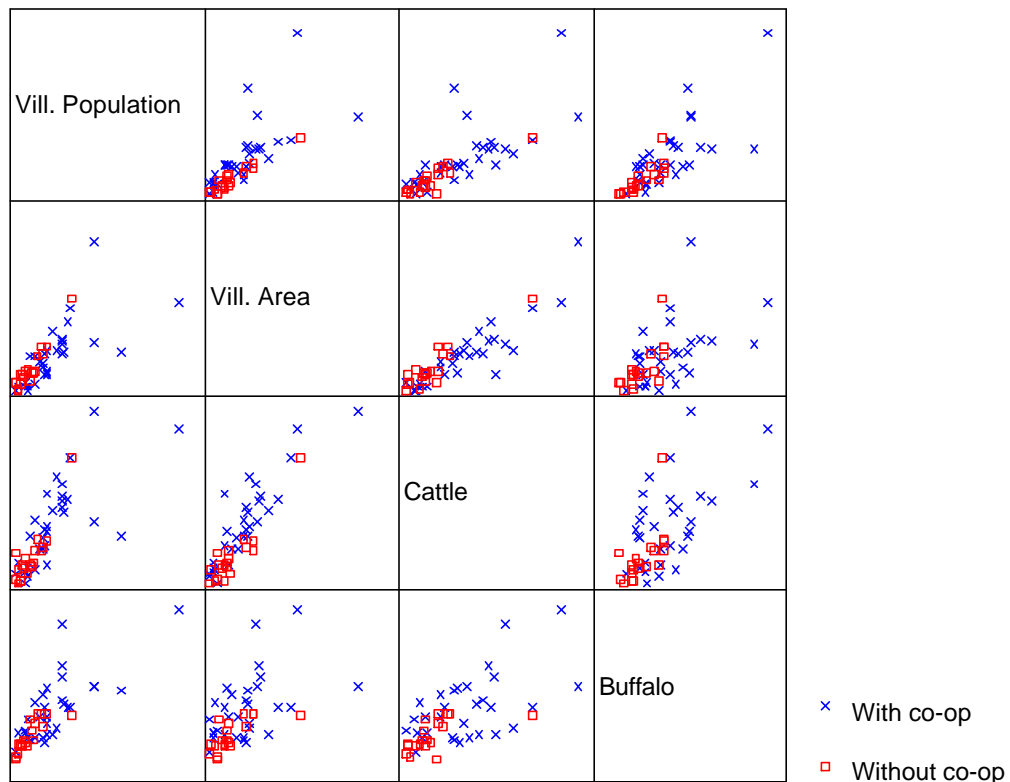 Vill. Population
Vill. Area
Cattle
Buffalo
With co-op
Without co-op